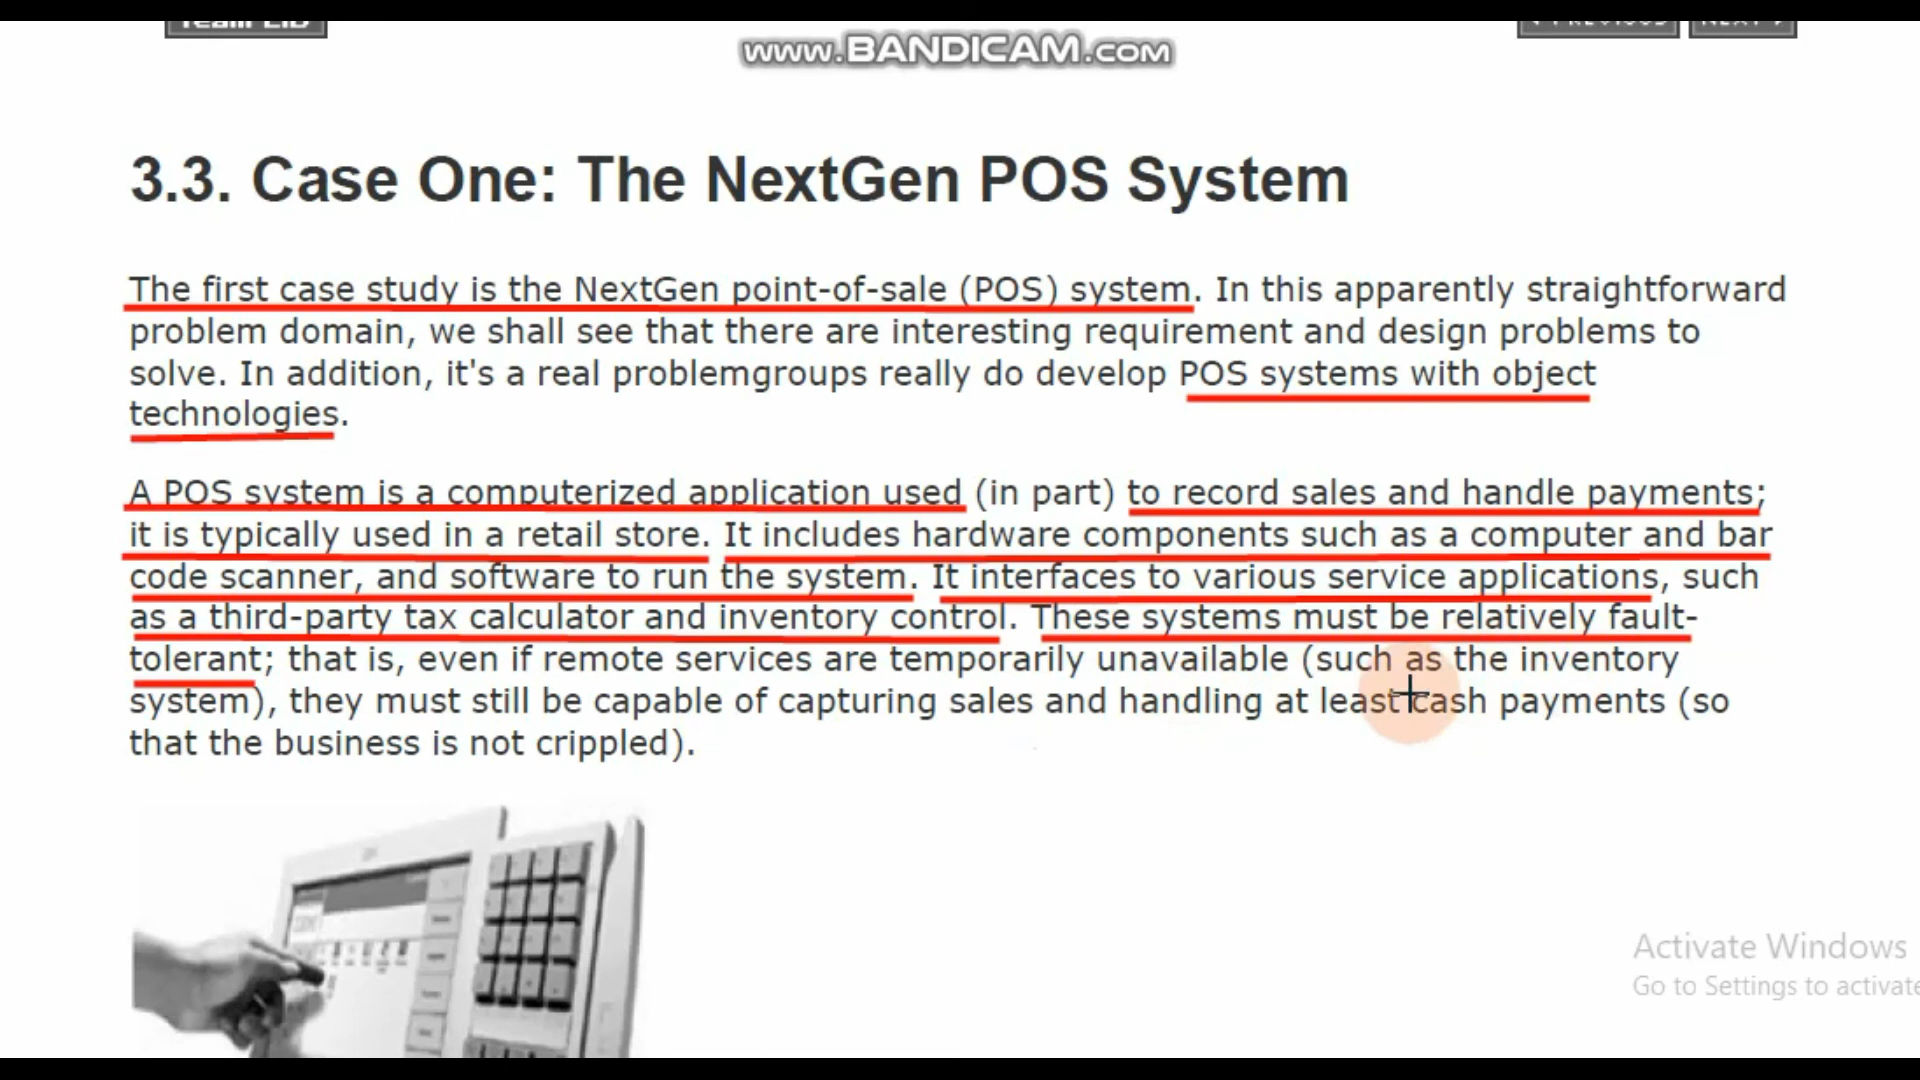 www.BANDICAM.com
3.3. Case One: The NextGen POS System
The first case study is the NextGen point-of-sale (POS) system. In this apparently straightforward
problem domain, we shall see that there are interesting requirement and design problems to
solve. In addition, it's a real problemgroups really do develop POS systems with object
technologies.
A POS system is a computerized application used (in part) to record sales and handle payments;
it is typically used in a retail store. It includes hardware components such as a computer and bar
code scanner, and software to run the system. It interfaces to various service applications, such
as a third-party tax calculator and inventory control. These systems must be relatively fault-
tolerant; that is, even if remote services are temporarily unavailable (such as the inventory
system), they must still be capable of capturing sales and handling at least cash payments (so
that the business is not crippled).
Activate Windows
Go to Settings to activate